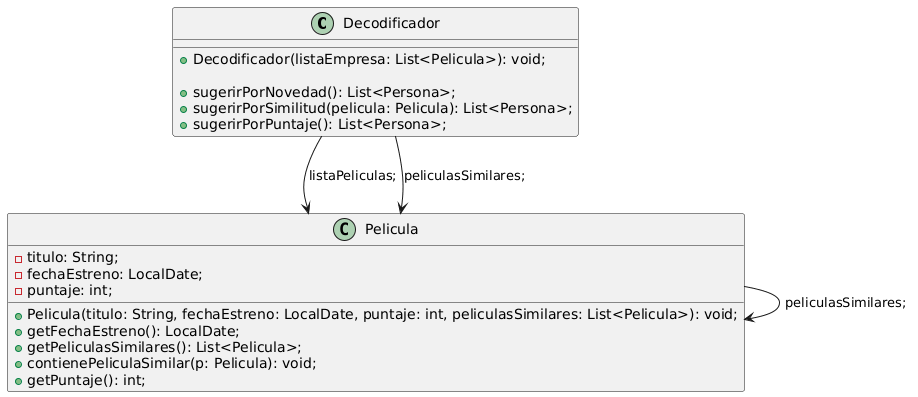 C Decodificador
Decodificador(listaEmpresa: List<Pelicula>): void;
sugerirPorNovedad(): List<Persona>;
sugerirPorSimilitud(pelicula: Pelicula): List<Persona>;
sugerirPorPuntaje(): List<Persona>;
listaPeliculas;
peliculasSimilares;
C Pelicula
titulo: String;
fechaEstreno: LocalDate;
puntaje: int;
peliculasSimilares;
Pelicula(titulo: String, fechaEstreno: LocalDate, puntaje: int, peliculasSimilares: List<Pelicula>): void;
getFechaEstreno(): LocalDate;
getPeliculasSimilares(): List<Pelicula>;
contienePeliculaSimilar(p: Pelicula): void;
getPuntaje(): int;